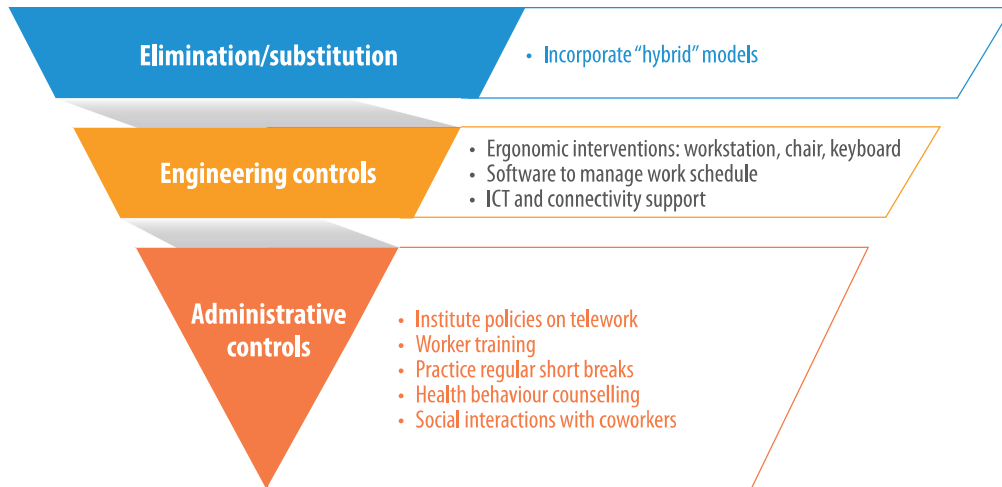 Elimination/substitution
• Incorporate “hybrid” models
Engineering controls
• Ergonomic interventions: workstation, chair, keyboard
• Software to manage work schedule
• ICT and connectivity support
Administrative
controls
• Institute policies on telework
• Worker training
• Practice regular short breaks
• Health behaviour counselling
• Social interactions with coworkers